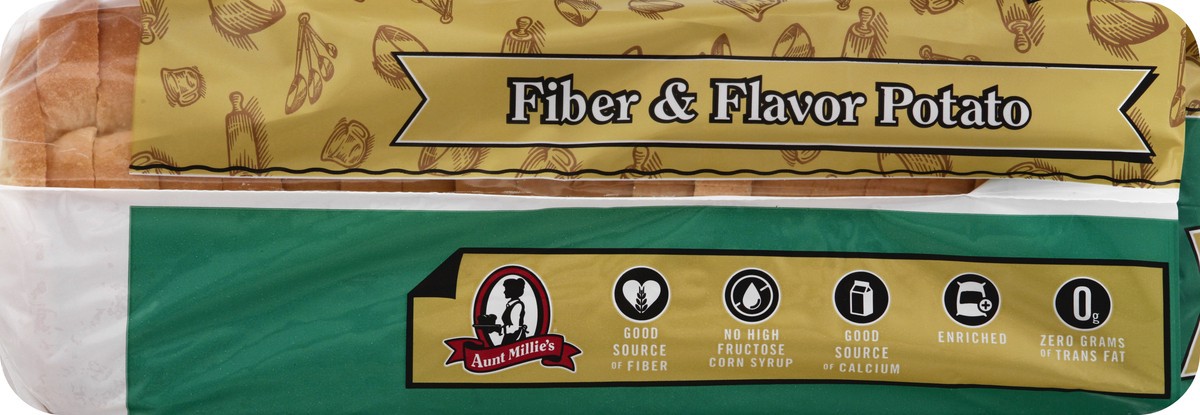 Fiber & Flavor Potato
Aunt Millie's
GOOD
SOURCE
OF FIBER
NO HIGH
FRUCTOSE
CORN SYRUP
GOOD
SOURCE
OF CALCIUM
ENRICHED
0g
ZERO GRAMS
OF TRANS FAT